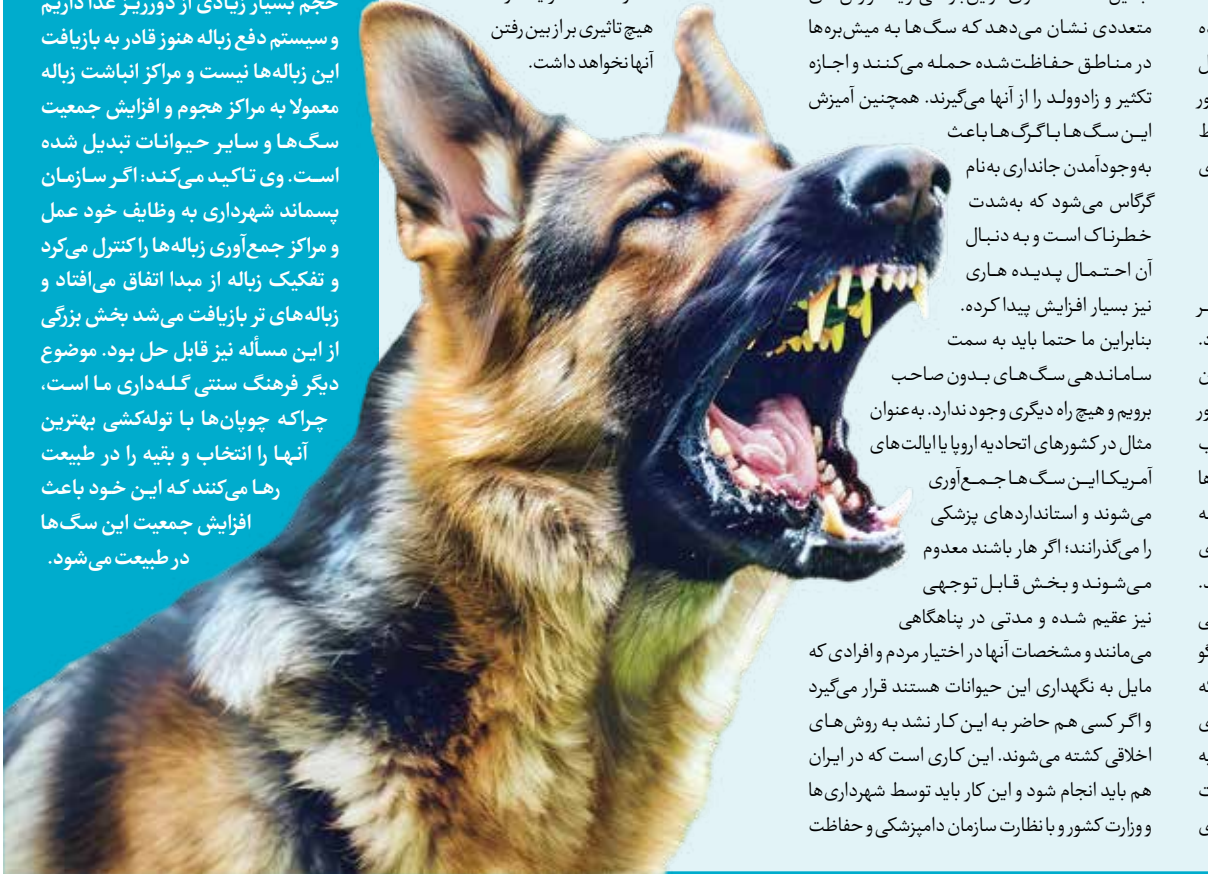 متعددی نشان می‌دهد که سگ‌ها به میش‌بره‌ها
در مناطق حفاظت‌شده حمله می‌کنند و اجازه
تکثیر و زادوولد را از آنها می‌گیرند. همچنین آمیزش
این سگ‌ها با گرگ‌ها باعث
به‌وجودآمدن جانداری به‌نام
گرگاس می‌شود که به‌شدت
خطرناک است و به دنبال
آن احتمال پدیده هاری
نیز بسیار افزایش پیدا کرده.
بنابراین ما حتما باید به سمت
ساماندهی سگ‌های بدون صاحب
برویم و هیچ راه دیگری وجود ندارد. به‌عنوان
مثال در کشورهای اتحادیه اروپا یا ایالت‌های
آمریکا این سگ‌ها جمع‌آوری
می‌شوند و استانداردهای پزشکی
را می‌گذرانند؛ اگر هار باشند معدوم
می‌شوند و بخش قابل توجهی
نیز عقیم شده و مدتی در پناهگاهی
می‌مانند و مشخصات آنها در اختیار مردم و افرادی که
مایل به نگهداری این حیوانات هستند قرار می‌گیرد
و اگر کسی هم حاضر به این کار نشد به روش‌های
اخلاقی کشته می‌شوند. این کاری است که در ایران
هم باید انجام شود و این کار باید توسط شهرداری‌ها
و وزارت کشور و با نظارت سازمان دامپزشکی و حفاظت
هیچ تاثیری بر از بین رفتن
آنها نخواهد داشت.
حجم بسیار زیادی از دورریز غذا داریم
و سیستم دفع زباله هنوز قادر به بازیافت
این زباله‌ها نیست و مراکز انباشت زباله
معمولا به مراکز هجوم و افزایش جمعیت
سگ‌ها و سایر حیوانات تبدیل شده
است. وی تاکید می‌کند: اگر سازمان
پسماند شهرداری به وظایف خود عمل
و مراکز جمع‌آوری زباله‌ها را کنترل می‌کرد
و تفکیک زباله از مبدا اتفاق می‌افتاد و
زباله‌های تر بازیافت می‌شد بخش بزرگی
از این مسأله نیز قابل حل بود. موضوع
دیگر فرهنگ سنتی گله‌داری ما است،
چراکه چوپان‌ها با توله‌کشی بهترین
آنها را انتخاب و بقیه را در طبیعت
رها می‌کنند که این خود باعث
افزایش جمعیت این سگ‌ها
در طبیعت می‌شود.